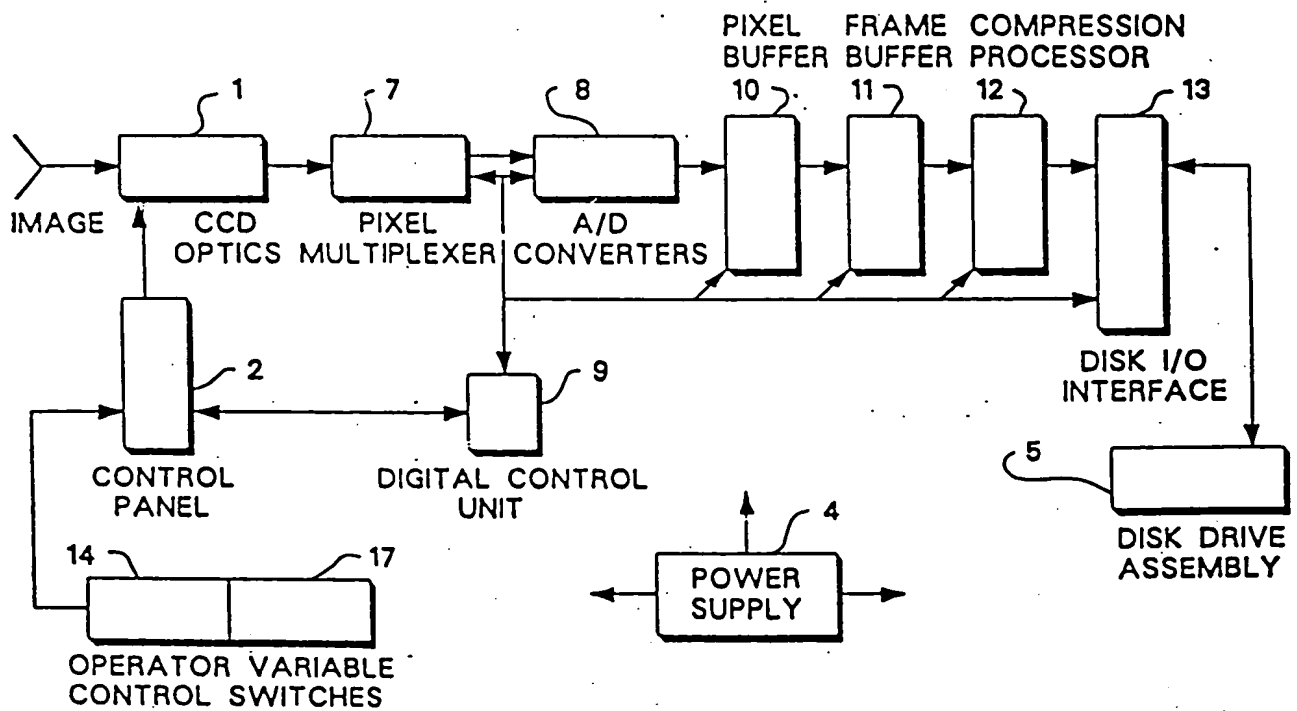 PIXEL FRAME COMPRESSION
BUFFER BUFFER PROCESSOR
1 7 8 10 11 12 13
IMAGE CCD PIXEL A/D
OPTICS MULTIPLEXER CONVERTERS
2 9
DISK I/O
INTERFACE
CONTROL
PANEL
DIGITAL CONTROL
UNIT
5
4
14 17
POWER
SUPPLY
DISK DRIVE
ASSEMBLY
OPERATOR VARIABLE
CONTROL SWITCHES